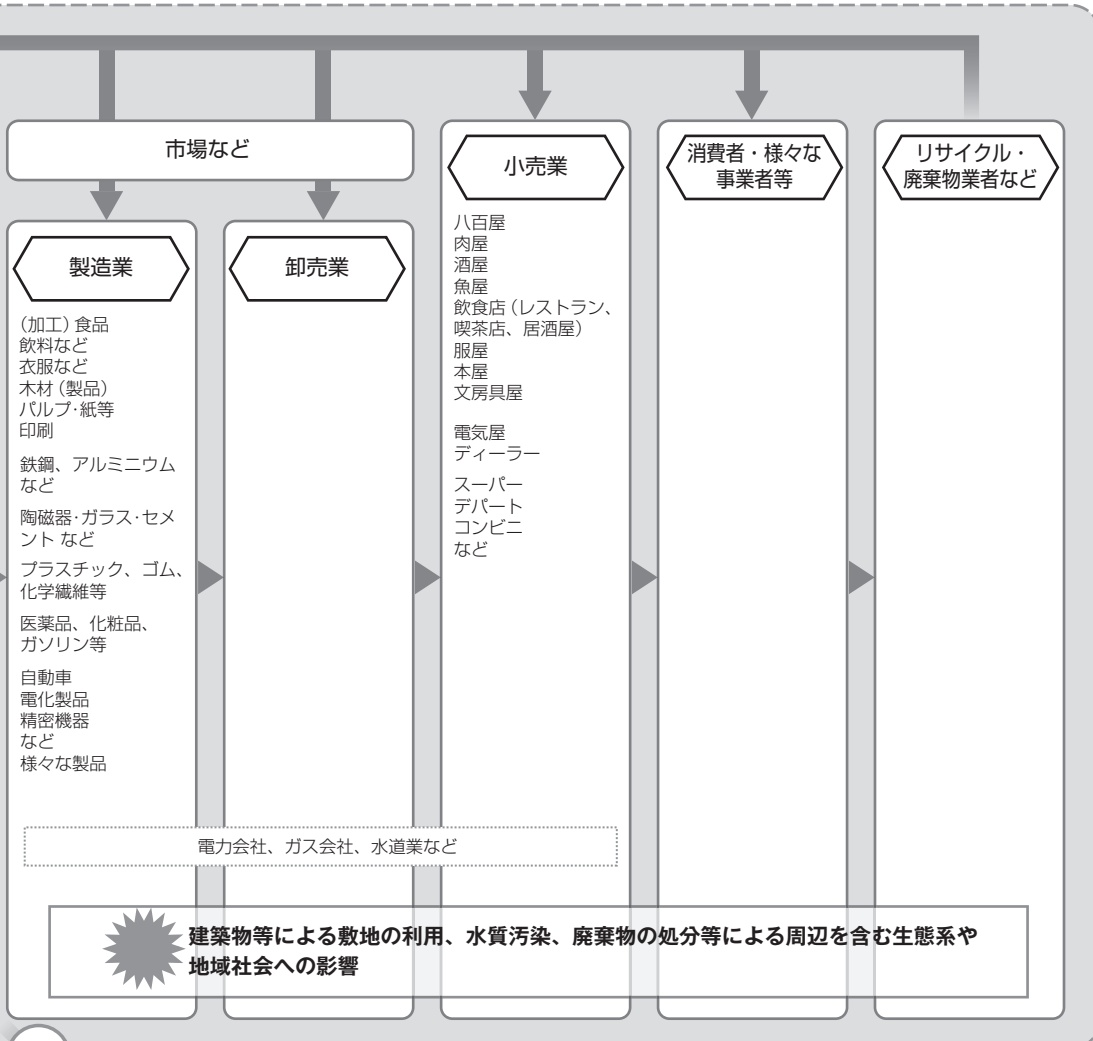 市場など
製造業
(加工)食品
飲料など
衣服など
木材(製品)
パルプ・紙等
印刷
鉄鋼、アルミニウム
など
陶磁器・ガラス・セメ
ント など
プラスチック、ゴム、
化学繊維等
医薬品、化粧品、
ガソリン等
自動車
電化製品
精密機器
など
様々な製品
卸売業
小売業
八百屋
肉屋
酒屋
魚屋
飲食店(レストラン、
喫茶店、居酒屋)
服屋
本屋
文房具屋
電気屋
ディーラー
スーパー
デパート
コンビニ
など
消費者・様々な
事業者等
リサイクル・
廃棄物業者など
電力会社、ガス会社、水道業など
建築物等による敷地の利用、水質汚染、廃棄物の処分等による周辺を含む生態系や
地域社会への影響